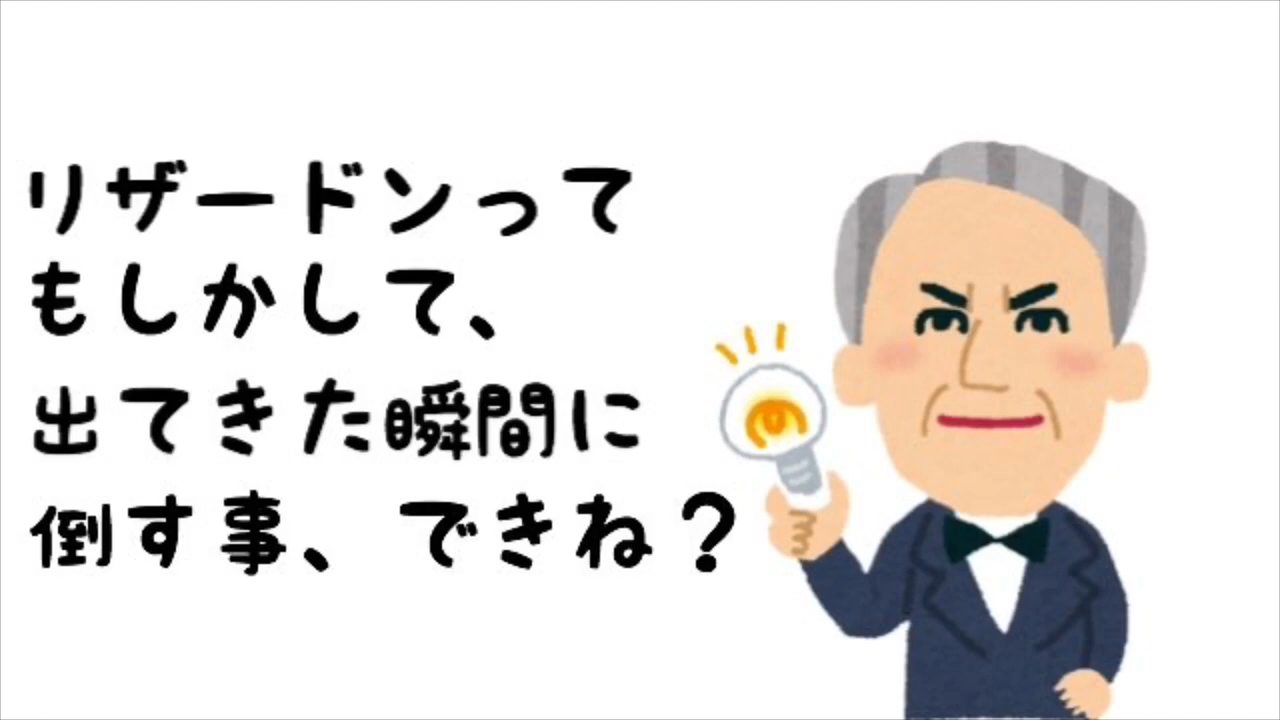 リザードンって
もしかして、
出てきた瞬間に
倒す事、できね？